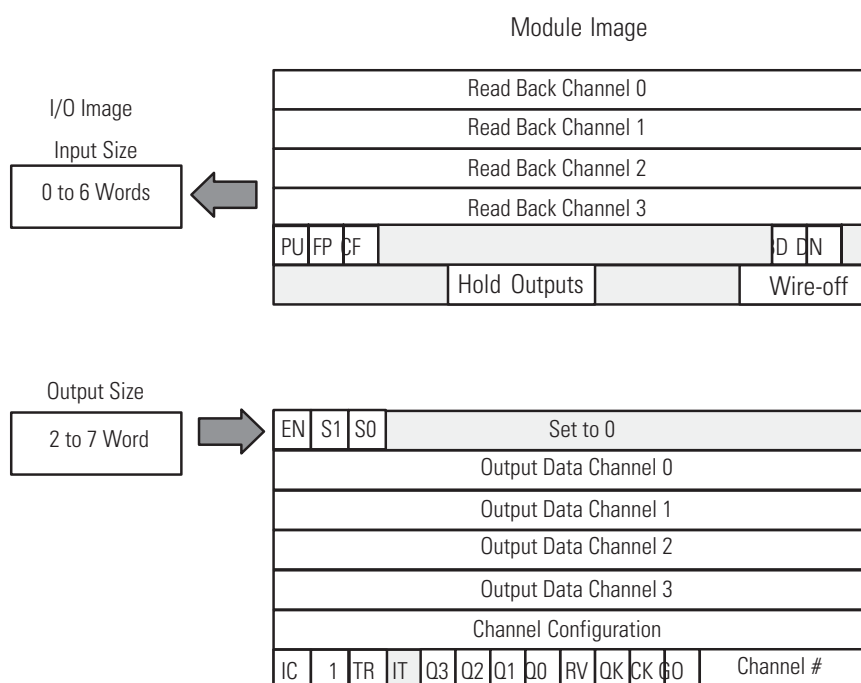 Module Image
I/O Image
Input Size
0 to 6 Words
Read Back Channel 0
Read Back Channel 1
Read Back Channel 2
Read Back Channel 3
PU FP CF D DN
Hold Outputs Wire-off
Output Size
2 to 7 Word
EN S1 S0 Set to 0
Output Data Channel 0
Output Data Channel 1
Output Data Channel 2
Output Data Channel 3
Channel Configuration
IC 1 TR IT Q3 Q2 Q1 Q0 RV QK CK GO Channel #